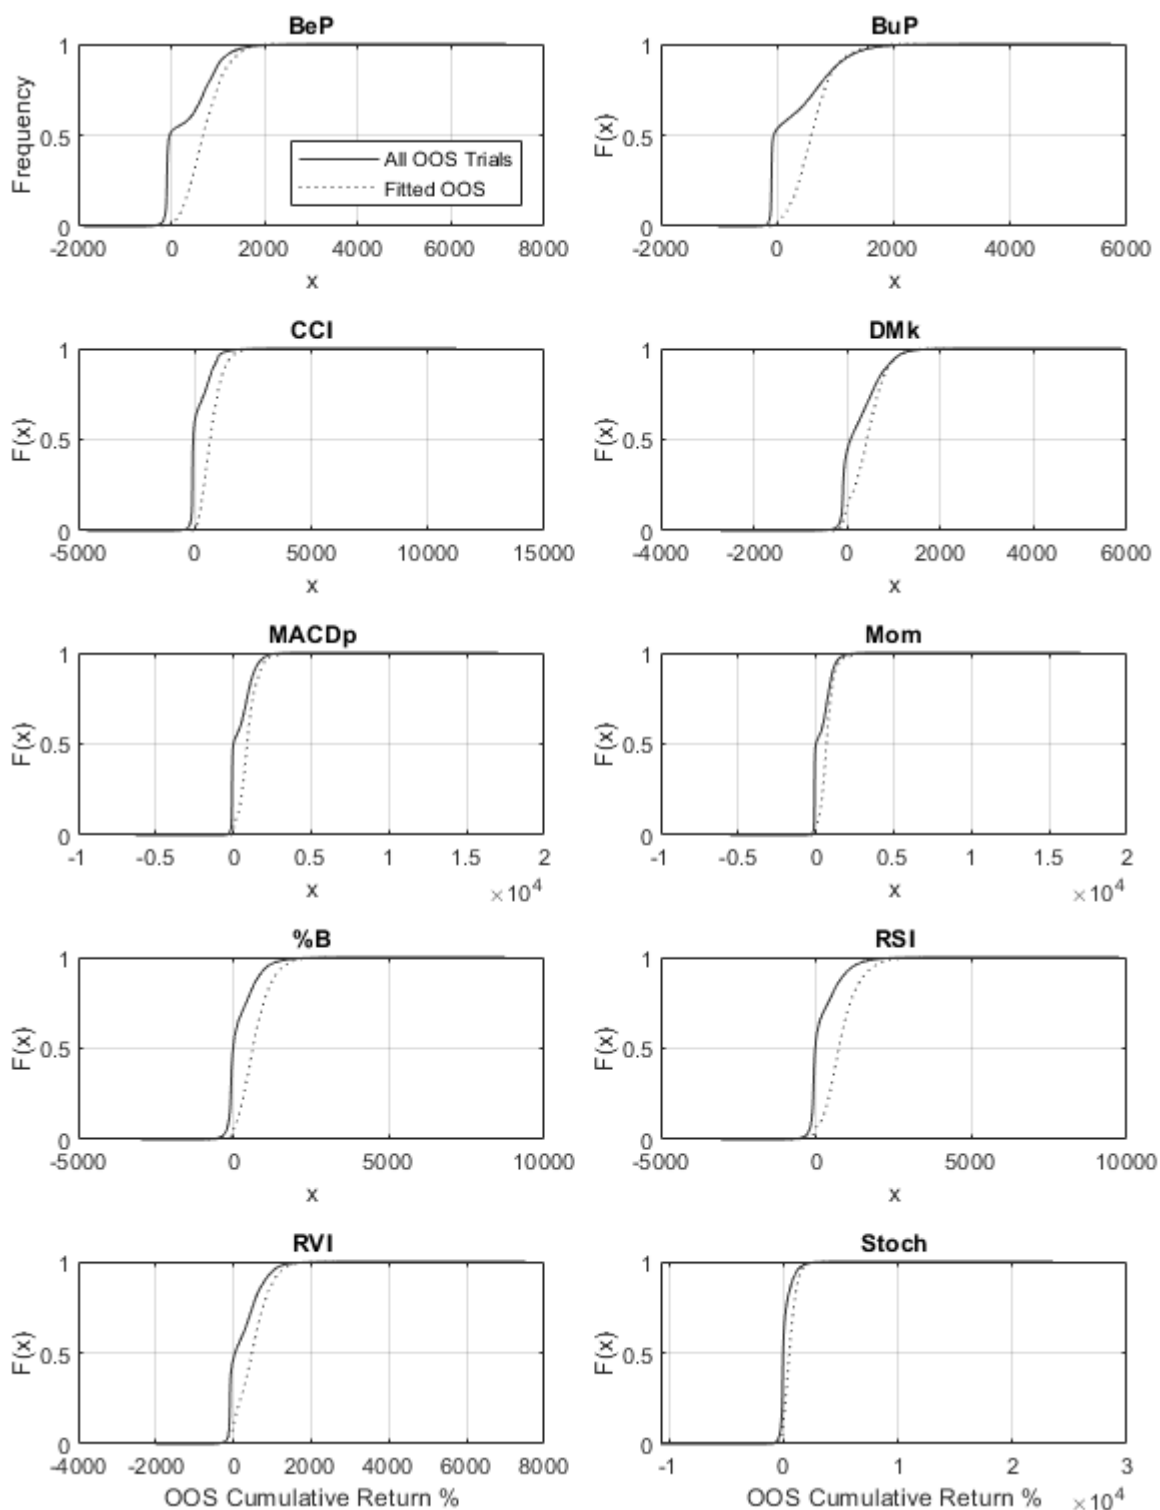 BeP
Frequency
1
0.5
0
-2000 0 2000 4000 6000 8000
x
All OOS Trials
Fitted OOS
BuP
F(x)
1
0.5
0
-2000 0 2000 4000 6000
x
CCI
F(x)
1
0.5
0
-5000 0 5000 10000 15000
x
DMk
F(x)
1
0.5
0
-4000 -2000 0 2000 4000 6000
x
MACDp
F(x)
1
0.5
0
-1 -0.5 0 0.5 1 1.5 2
x
×10^4
Mom
F(x)
1
0.5
0
-1 -0.5 0 0.5 1 1.5 2
x
×10^4
%B
F(x)
1
0.5
0
-5000 0 5000 10000
x
RSI
F(x)
1
0.5
0
-5000 0 5000 10000
x
RVI
F(x)
1
0.5
0
-4000 -2000 0 2000 4000 6000 8000
OOS Cumulative Return %
Stoch
F(x)
1
0.5
0
-1 0 1 2 3
OOS Cumulative Return %
×10^4